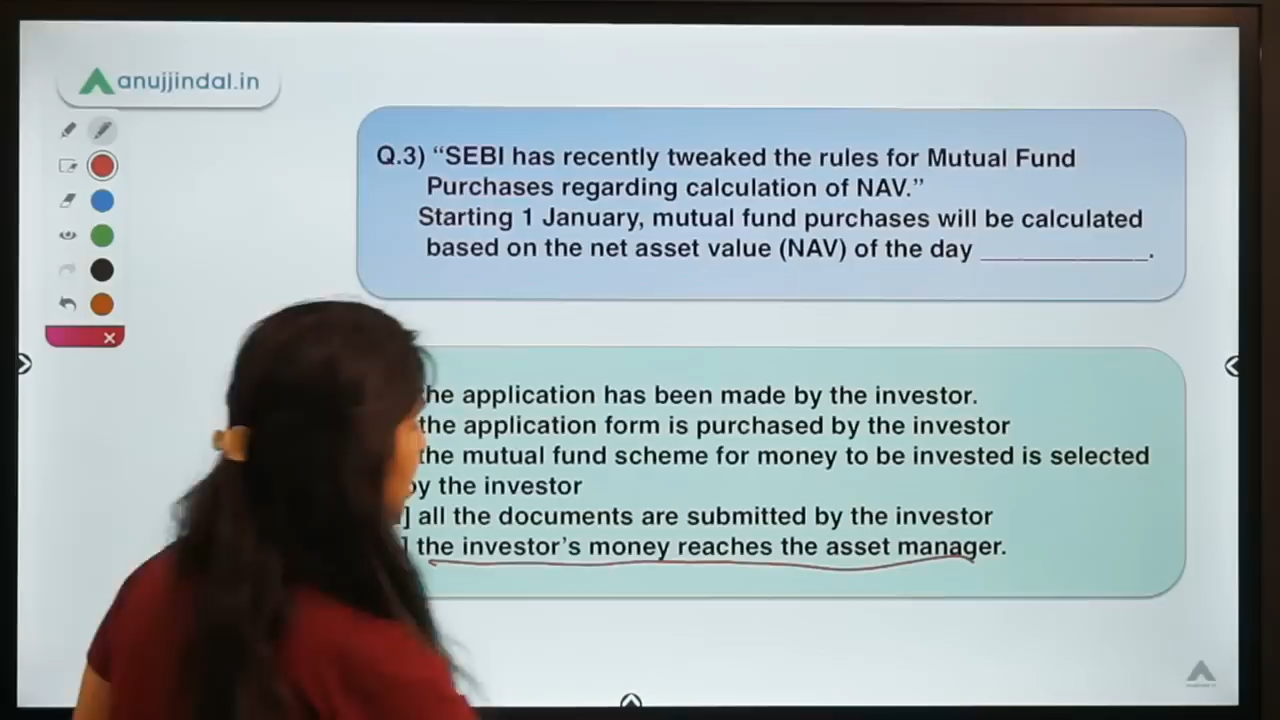 anujjindal.in
Q.3) “SEBI has recently tweaked the rules for Mutual Fund
Purchases regarding calculation of NAV.”
Starting 1 January, mutual fund purchases will be calculated
based on the net asset value (NAV) of the day ____________.
he application has been made by the investor.
the application form is purchased by the investor
the mutual fund scheme for money to be invested is selected
by the investor
] all the documents are submitted by the investor
] the investor’s money reaches the asset manager.